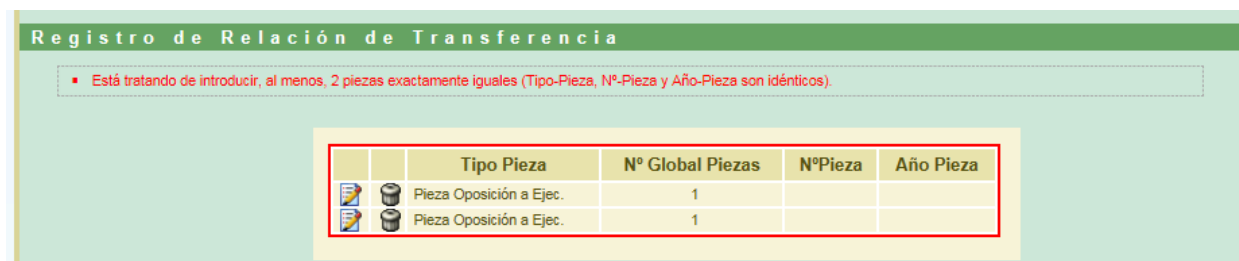 Registro de Relación de Transferencia
Está tratando de introducir, al menos, 2 piezas exactamente iguales (Tipo-Pieza, Nº-Pieza y Año-Pieza son idénticos).
Tipo Pieza Nº Global Piezas NºPieza Año Pieza
Pieza Oposición a Ejec. 1
Pieza Oposición a Ejec. 1